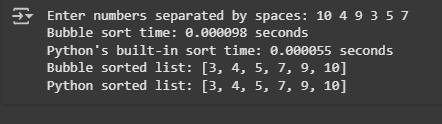 Enter numbers separated by spaces: 10 4 9 3 5 7
Bubble sort time: 0.000098 seconds
Python's built-in sort time: 0.000055 seconds
Bubble sorted list: [3, 4, 5, 7, 9, 10]
Python sorted list: [3, 4, 5, 7, 9, 10]